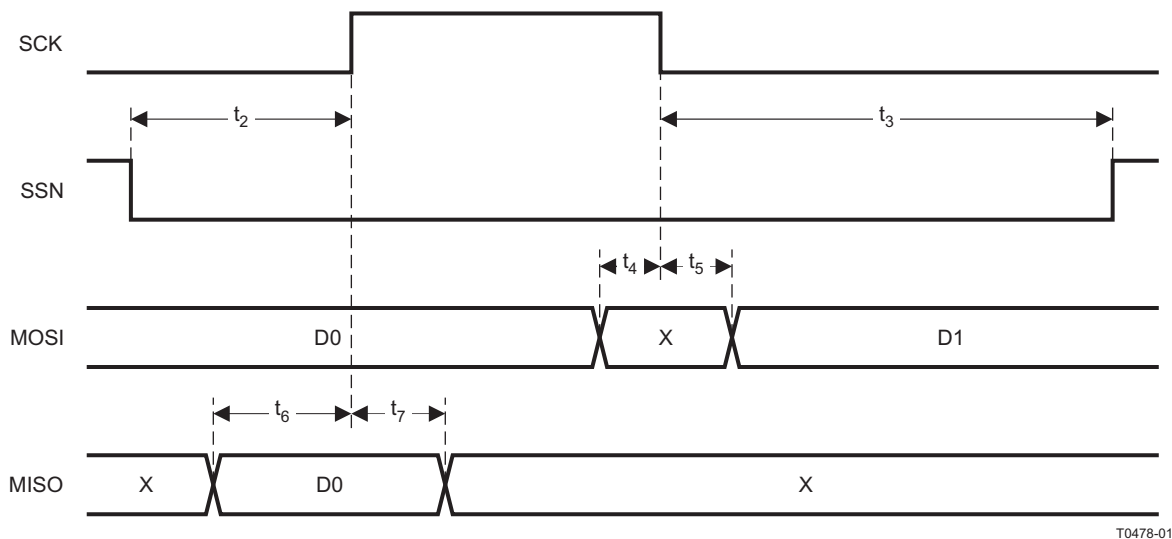 SCK
t2
t3
SSN
t4 t5
MOSI D0 X D1
t6 t7
MISO X D0 X
T0478-01